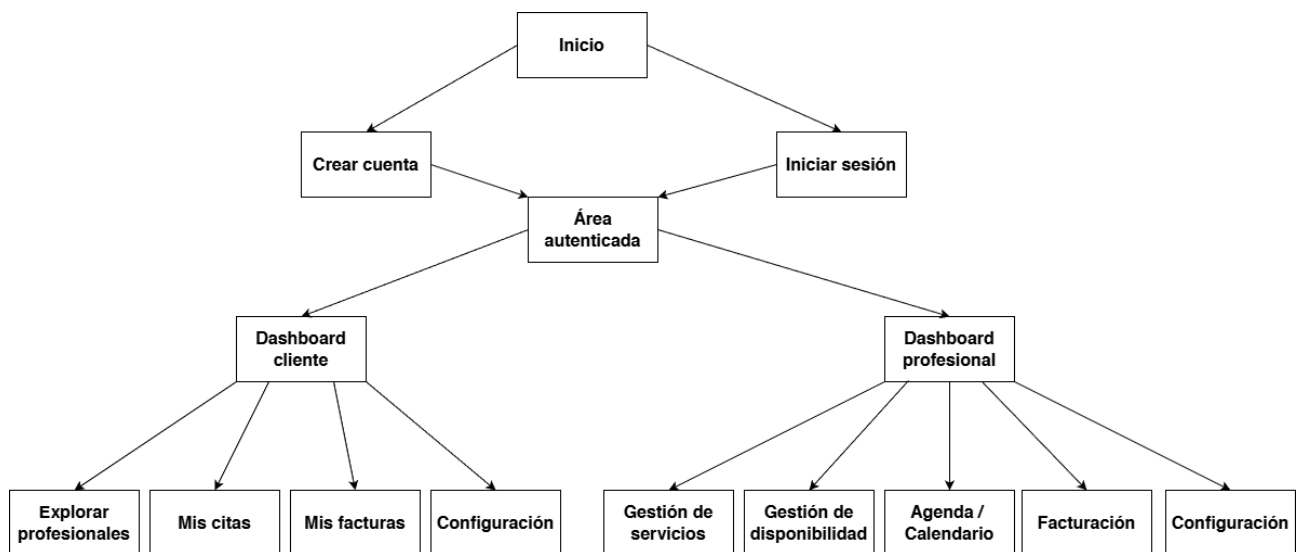 Inicio
Crear cuenta
Iniciar sesión
Área
autenticada
Dashboard
cliente
Dashboard
profesional
Explorar
profesionales
Mis citas
Mis facturas
Configuración
Gestión de
servicios
Gestión de
disponibilidad
Agenda /
Calendario
Facturación
Configuración